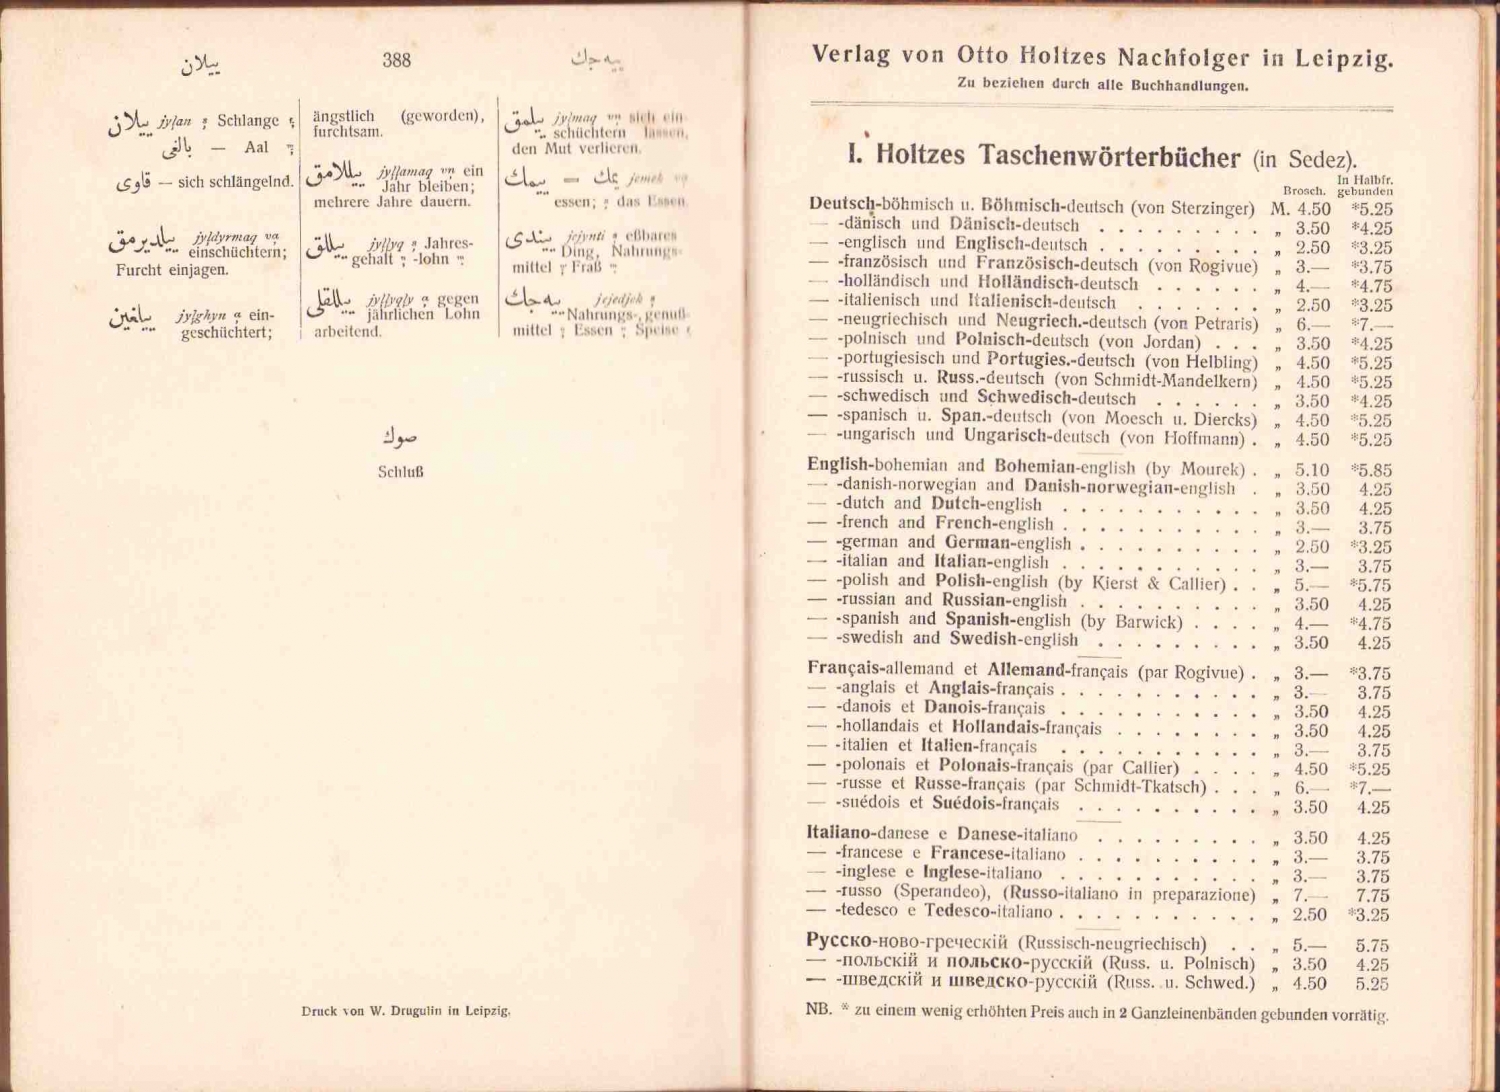 ييلان
388
ييه‌جك
ييلان jylan Schlange
بالغى — Aal
قاوى — sich schlängelnd.
ييلديرمق jyldyrmaq va
einschüchtern;
Furcht einjagen.
ييلغين jylghyn a ein-
geschüchtert;
ängstlich (geworden),
furchtsam.
ييللامق jyllamaq vn ein
Jahr bleiben;
mehrere Jahre dauern.
ييللق jyllyq s Jahres-
gehalt -lohn
ييللقلى jyllyqly a gegen
jährlichen Lohn
arbeitend.
ييلمق jylmaq vn sich ein
schüchtern lassen,
den Mut verlieren.
ييمك — يمك jemek va
essen; s das Essen.
ييندى jejynti s eßbares
Ding, Nahrungs-
mittel Fraß
ييه‌جك jejedjek s
Nahrungs-, genuß
mittel Essen Speise
صوك
Schluß
Druck von W. Drugulin in Leipzig.
Verlag von Otto Holtzes Nachfolger in Leipzig.
Zu beziehen durch alle Buchhandlungen.
I. Holtzes Taschenwörterbücher (in Sedez).
In Halbfr.
Brosch. gebunden
Deutsch-böhmisch u. Böhmisch-deutsch (von Sterzinger) M. 4.50 *5.25
— -dänisch und Dänisch-deutsch . . . . . . . . . „ 3.50 *4.25
— -englisch und Englisch-deutsch . . . . . . . . . „ 2.50 *3.25
— -französisch und Französisch-deutsch (von Rogivue) „ 3.— *3.75
— -holländisch und Holländisch-deutsch . . . . . . „ 4.— *4.75
— -italienisch und Italienisch-deutsch . . . . . . . „ 2.50 *3.25
— -neugriechisch und Neugriech.-deutsch (von Petraris) „ 6.— *7.—
— -polnisch und Polnisch-deutsch (von Jordan) . . . „ 3.50 *4.25
— -portugiesisch und Portugies.-deutsch (von Helbling) „ 4.50 *5.25
— -russisch u. Russ.-deutsch (von Schmidt-Mandelkern) „ 4.50 *5.25
— -schwedisch und Schwedisch-deutsch . . . . . . „ 3.50 *4.25
— -spanisch u. Span.-deutsch (von Moesch u. Diercks) „ 4.50 *5.25
— -ungarisch und Ungarisch-deutsch (von Hoffmann) . „ 4.50 *5.25
English-bohemian and Bohemian-english (by Mourek) . „ 5.10 *5.85
— -danish-norwegian and Danish-norwegian-english . „ 3.50 4.25
— -dutch and Dutch-english . . . . . . . . . . . „ 3.50 4.25
— -french and French-english . . . . . . . . . . . „ 3.— 3.75
— -german and German-english . . . . . . . . . . „ 2.50 *3.25
— -italian and Italian-english . . . . . . . . . . . „ 3.— 3.75
— -polish and Polish-english (by Kierst & Callier) . . „ 5.— *5.75
— -russian and Russian-english . . . . . . . . . . „ 3.50 4.25
— -spanish and Spanish-english (by Barwick) . . . . „ 4.— *4.75
— -swedish and Swedish-english . . . . . . . . . „ 3.50 4.25
Français-allemand et Allemand-français (par Rogivue) . „ 3.— *3.75
— -anglais et Anglais-français . . . . . . . . . . . „ 3.— 3.75
— -danois et Danois-français . . . . . . . . . . . „ 3.50 4.25
— -hollandais et Hollandais-français . . . . . . . . „ 3.50 4.25
— -italien et Italien-français . . . . . . . . . . . „ 3.— 3.75
— -polonais et Polonais-français (par Callier) . . . . „ 4.50 *5.25
— -russe et Russe-français (par Schmidt-Tkatsch) . . . „ 6.— *7.—
— -suédois et Suédois-français . . . . . . . . . . „ 3.50 4.25
Italiano-danese e Danese-italiano . . . . . . . . . „ 3.50 4.25
— -francese e Francese-italiano . . . . . . . . . . „ 3.— 3.75
— -inglese e Inglese-italiano . . . . . . . . . . . „ 3.— 3.75
— -russo (Sperandeo), (Russo-italiano in preparazione) „ 7.— 7.75
— -tedesco e Tedesco-italiano . . . . . . . . . . . „ 2.50 *3.25
Русско-ново-греческій (Russisch-neugriechisch) . . „ 5.— 5.75
— -польскій и польско-русскій (Russ. u. Polnisch) „ 3.50 4.25
— -шведскій и шведско-русскій (Russ. u. Schwed.) „ 4.50 5.25
NB. * zu einem wenig erhöhten Preis auch in 2 Ganzleinenbänden gebunden vorrätig.